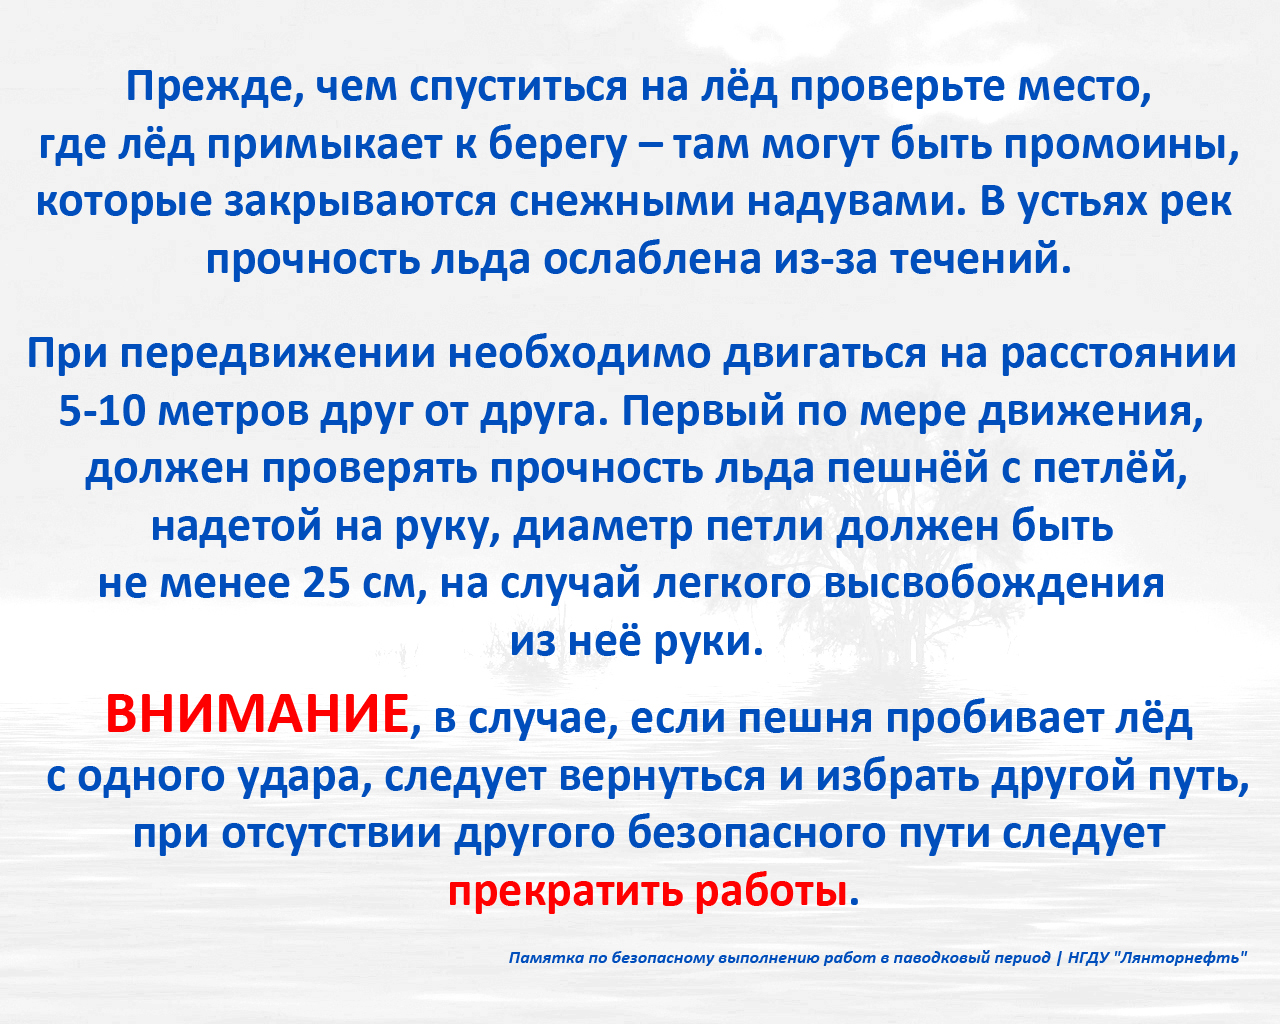 Прежде, чем спуститься на лёд проверьте место,
где лёд примыкает к берегу – там могут быть промоины,
которые закрываются снежными надувами. В устьях рек
прочность льда ослаблена из-за течений.
При передвижении необходимо двигаться на расстоянии
5-10 метров друг от друга. Первый по мере движения,
должен проверять прочность льда пешнёй с петлёй,
надетой на руку, диаметр петли должен быть
не менее 25 см, на случай легкого высвобождения
из неё руки.
ВНИМАНИЕ, в случае, если пешня пробивает лёд
с одного удара, следует вернуться и избрать другой путь,
при отсутствии другого безопасного пути следует
прекратить работы.
Памятка по безопасному выполнению работ в паводковый период | НГДУ "Лянторнефть"